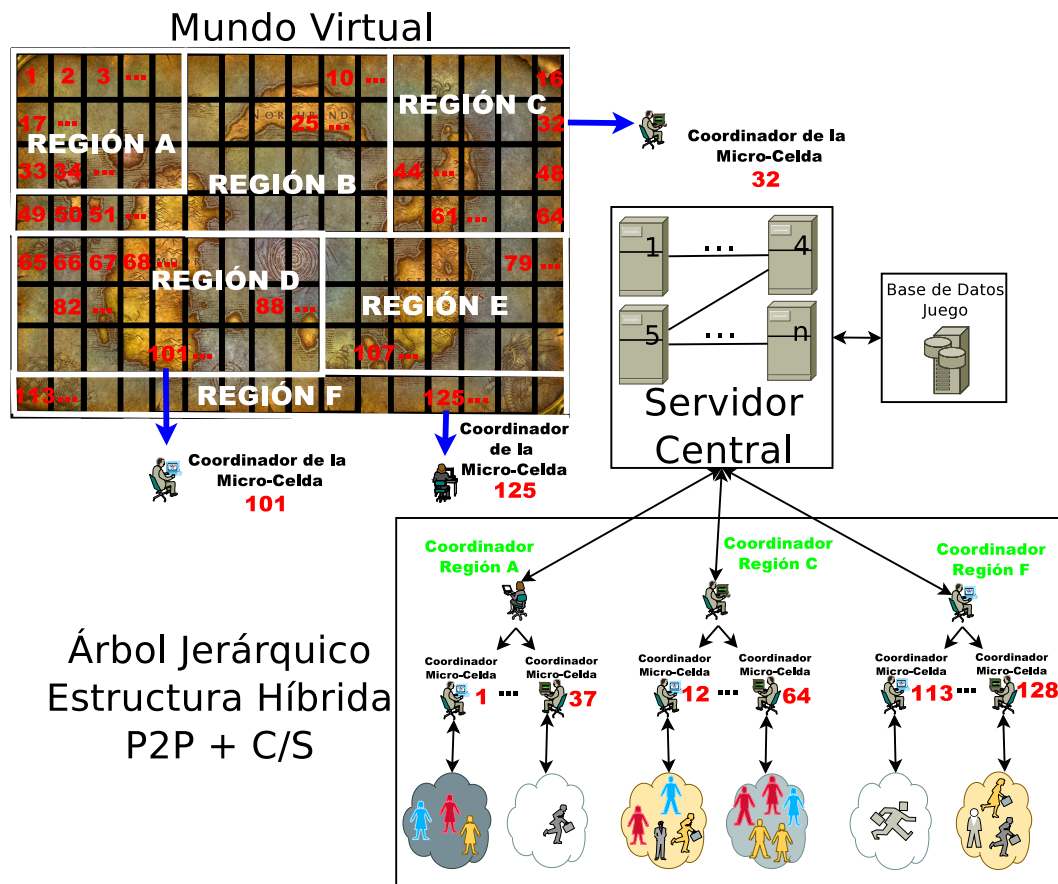 Mundo Virtual
1 2 3 ... 10 ... 16
REGIÓN C
17 ... 25 ... 32
NORTHREND
REGIÓN A
33 34 ... 44 ... 48
REGIÓN B
49 50 51 ... 61 ... 64
65 66 67 68 ... 79 ...
REGIÓN D
82 ... 88 ...
REGIÓN E
101 ... 107 ...
113 ... REGIÓN F 125 ...
Coordinador de la
Micro-Celda
32
Coordinador de la
Micro-Celda
101
Coordinador
de la
Micro-Celda
125
1 ... 4
5 ... n
Servidor
Central
Base de Datos
Juego
Árbol Jerárquico
Estructura Híbrida
P2P + C/S
Coordinador
Región A
Coordinador
Región C
Coordinador
Región F
Coordinador
Micro-Celda
1 ...
Coordinador
Micro-Celda
37
Coordinador
Micro-Celda
12 ...
Coordinador
Micro-Celda
64
Coordinador
Micro-Celda
113 ...
Coordinador
Micro-Celda
128